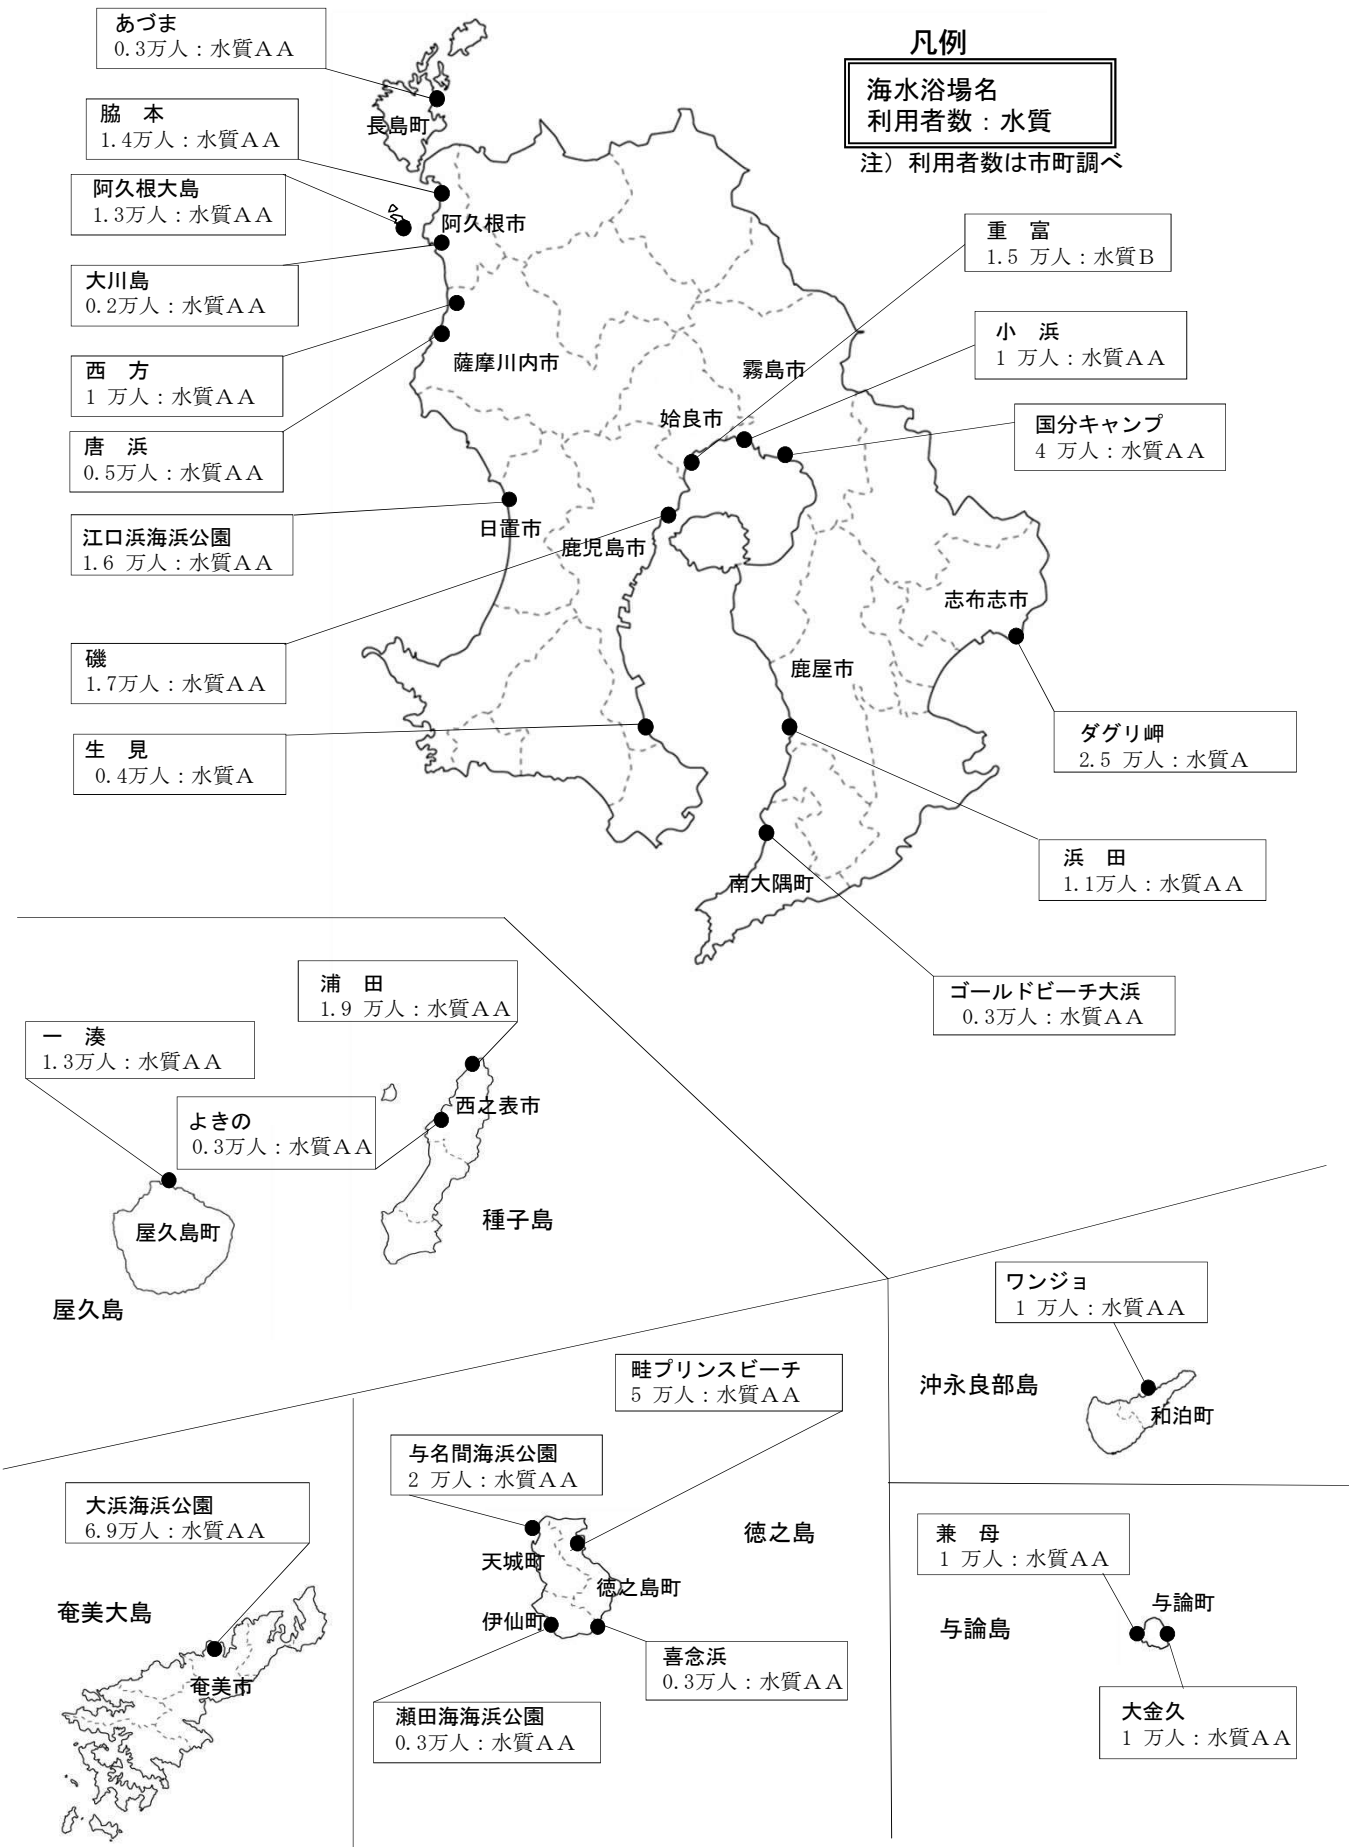 あづま
0.3万人：水質ＡＡ
凡例
海水浴場名
利用者数：水質
注）利用者数は市町調べ
脇　本
1.4万人：水質ＡＡ
長島町
阿久根大島
1.3万人：水質ＡＡ
阿久根市
大川島
0.2万人：水質ＡＡ
重　富
1.5 万人：水質Ｂ
西　方
1 万人：水質ＡＡ
薩摩川内市
霧島市
小　浜
1 万人：水質ＡＡ
唐　浜
0.5万人：水質ＡＡ
姶良市
国分キャンプ
4 万人：水質ＡＡ
江口浜海浜公園
1.6 万人：水質ＡＡ
日置市
鹿児島市
志布志市
磯
1.7万人：水質ＡＡ
鹿屋市
生　見
0.4万人：水質Ａ
ダグリ岬
2.5 万人：水質Ａ
浜　田
1.1万人：水質ＡＡ
南大隅町
ゴールドビーチ大浜
0.3万人：水質ＡＡ
浦　田
1.9 万人：水質ＡＡ
一　湊
1.3万人：水質ＡＡ
よきの
0.3万人：水質ＡＡ
西之表市
種子島
屋久島町
屋久島
ワンジョ
1 万人：水質ＡＡ
沖永良部島
和泊町
畦プリンスビーチ
5 万人：水質ＡＡ
与名間海浜公園
2 万人：水質ＡＡ
徳之島
天城町
徳之島町
伊仙町
喜念浜
0.3万人：水質ＡＡ
瀬田海海浜公園
0.3万人：水質ＡＡ
大浜海浜公園
6.9万人：水質ＡＡ
奄美大島
奄美市
兼　母
1 万人：水質ＡＡ
与論町
与論島
大金久
1 万人：水質ＡＡ